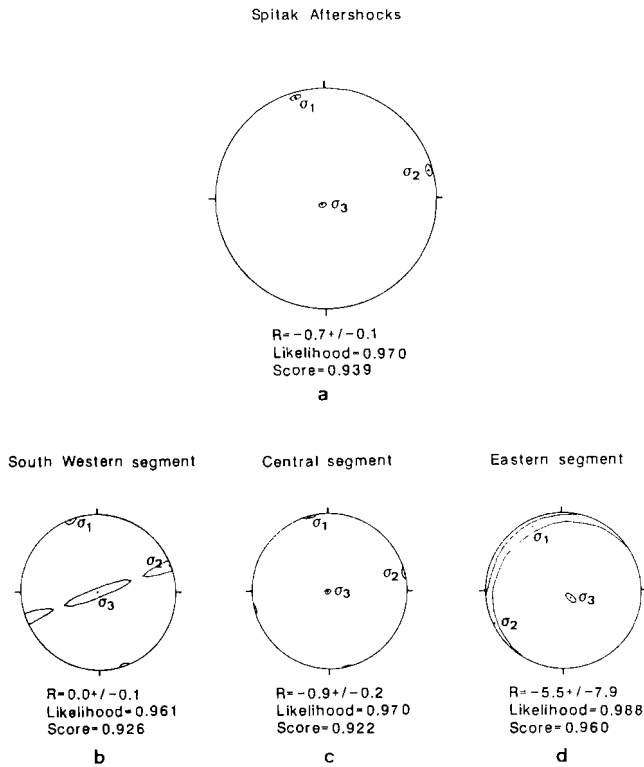 Spitak Aftershocks
σ1
σ2
σ3
R=-0.7+/-0.1
Likelihood=0.970
Score=0.939
a
South Western segment
σ1
σ2
σ3
R=0.0+/-0.1
Likelihood=0.961
Score=0.926
b
Central segment
σ1
σ2
σ3
R=-0.9+/-0.2
Likelihood=0.970
Score=0.922
c
Eastern segment
σ1
σ2
σ3
R=-5.5+/-7.9
Likelihood=0.988
Score=0.960
d